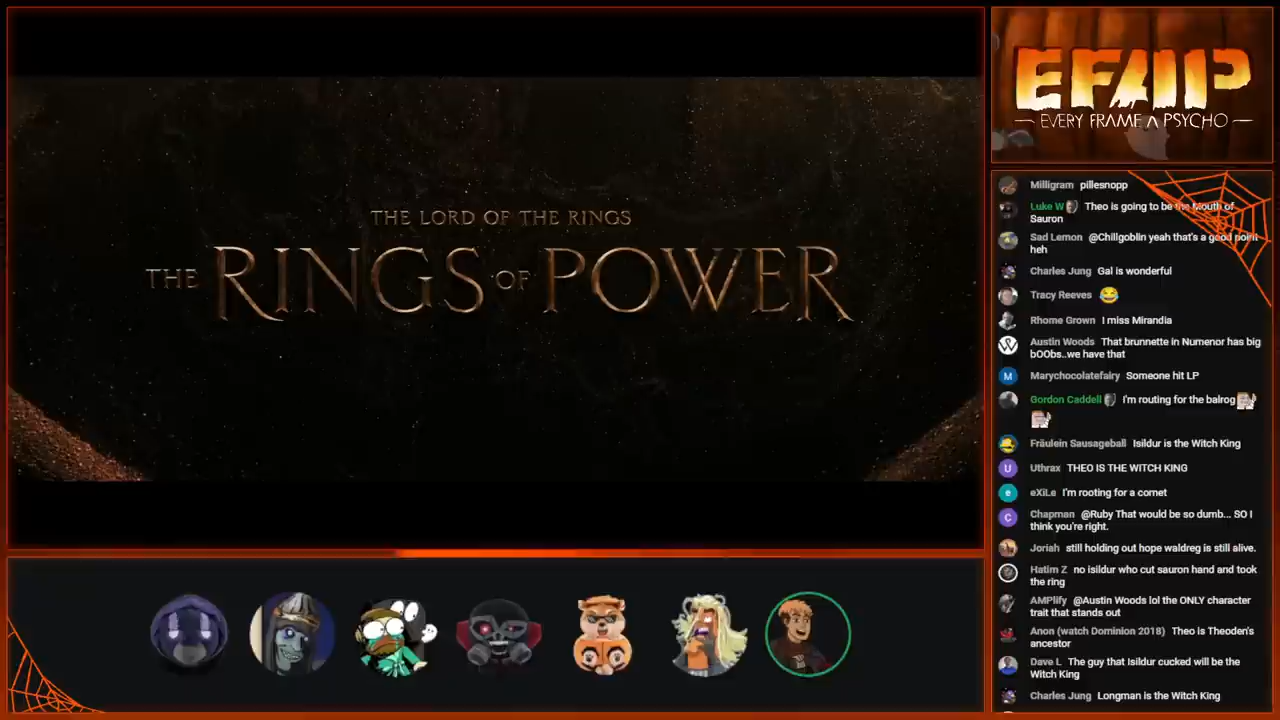 THE LORD OF THE RINGS
THE RINGS OF POWER
EFAP
EVERY FRAME A PSYCHO
Milligram pillesnopp
Luke W Theo is going to be the Mouth of
Sauron
Sad Lemon @Chillgoblin yeah that's a good point
heh
Charles Jung Gal is wonderful
Tracy Reeves
Rhome Grown I miss Mirandia
Austin Woods That brunnette in Numenor has big
bOObs..we have that
M Marychocolatefairy Someone hit LP
Gordon Caddell I'm routing for the balrog
Fräulein Sausageball Isildur is the Witch King
U Uthrax THEO IS THE WITCH KING
e eXiLe I'm rooting for a comet
C Chapman @Ruby That would be so dumb... SO I
think you're right.
Joriah still holding out hope waldreg is still alive.
Hatim Z no isildur who cut sauron hand and took
the ring
AMPlify @Austin Woods lol the ONLY character
trait that stands out
Anon (watch Dominion 2018) Theo is Theoden's
ancestor
Dave L The guy that Isildur cucked will be the
Witch King
Charles Jung Longman is the Witch King